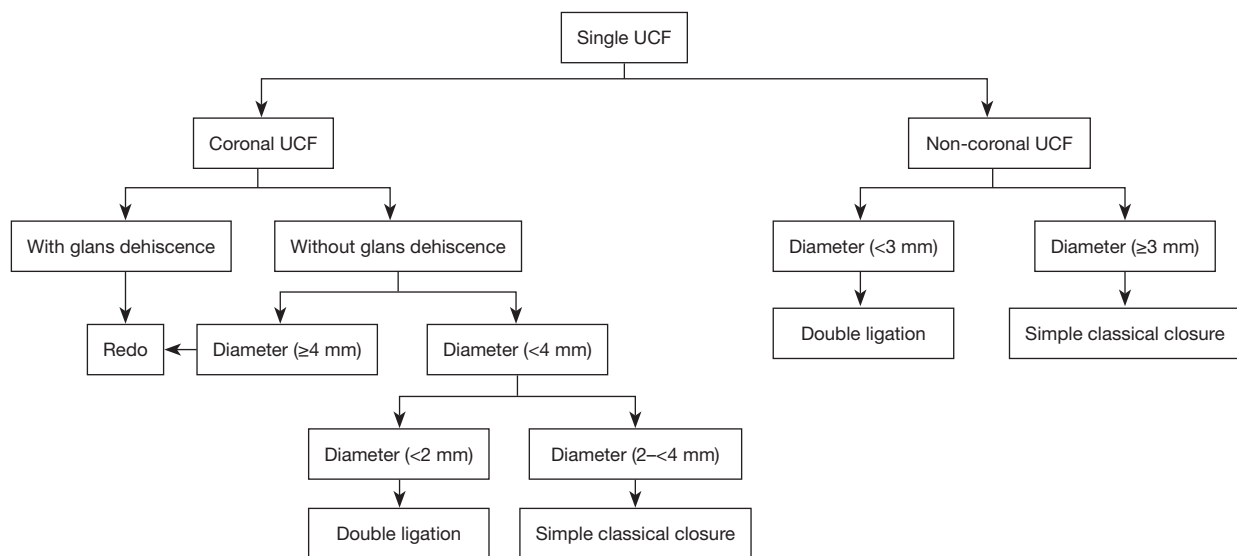 Single UCF
Coronal UCF
Non-coronal UCF
With glans dehiscence
Without glans dehiscence
Diameter (<3 mm)
Diameter (≥3 mm)
Redo
Diameter (≥4 mm)
Diameter (<4 mm)
Double ligation
Simple classical closure
Diameter (<2 mm)
Diameter (2–<4 mm)
Double ligation
Simple classical closure